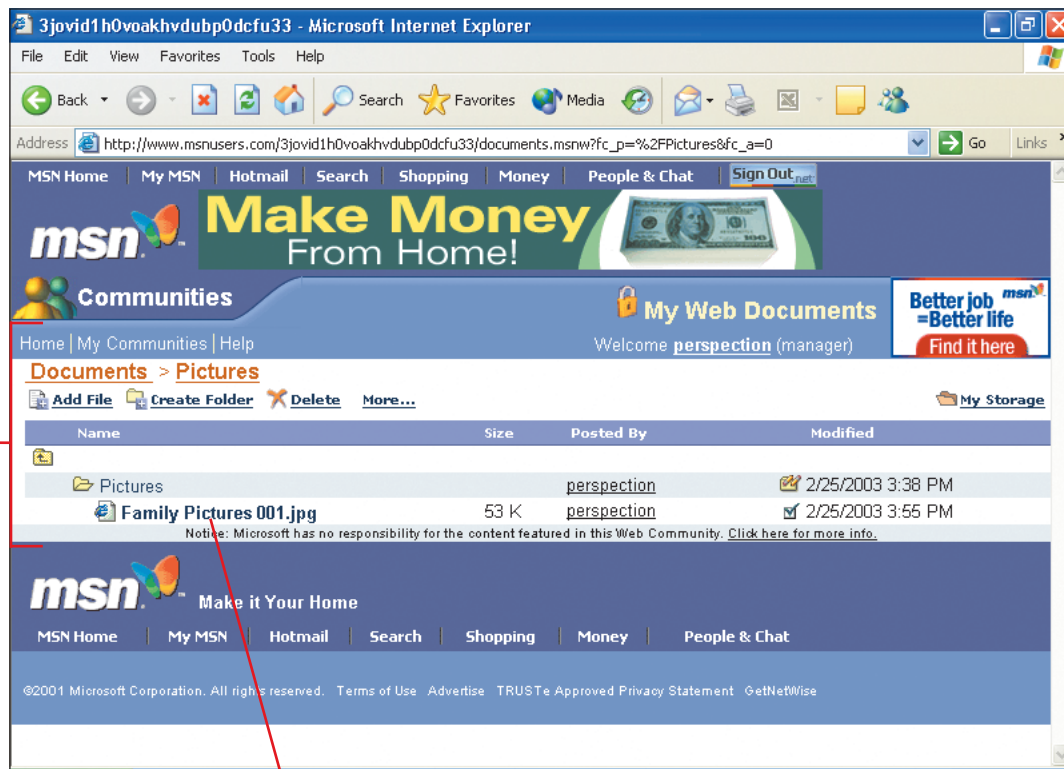 3jovid1h0voakhvdubp0dcfu33 - Microsoft Internet Explorer
File Edit View Favorites Tools Help
Back Search Favorites Media
Address http://www.msnusers.com/3jovid1h0voakhvdubp0dcfu33/documents.msnw?fc_p=%2FPictures&fc_a=0 Go Links
MSN Home My MSN Hotmail Search Shopping Money People & Chat Sign Out.net
msn Make Money
From Home!
Communities My Web Documents
Better job msn
=Better life
Find it here
Home | My Communities | Help Welcome perspection (manager)
Documents > Pictures
Add File Create Folder Delete More... My Storage
Name Size Posted By Modified
Pictures perspection 2/25/2003 3:38 PM
Family Pictures 001.jpg 53 K perspection 2/25/2003 3:55 PM
Notice: Microsoft has no responsibility for the content featured in this Web Community. Click here for more info.
msn Make it Your Home
MSN Home My MSN Hotmail Search Shopping Money People & Chat
©2001 Microsoft Corporation. All rights reserved. Terms of Use Advertise TRUSTe Approved Privacy Statement GetNetWise